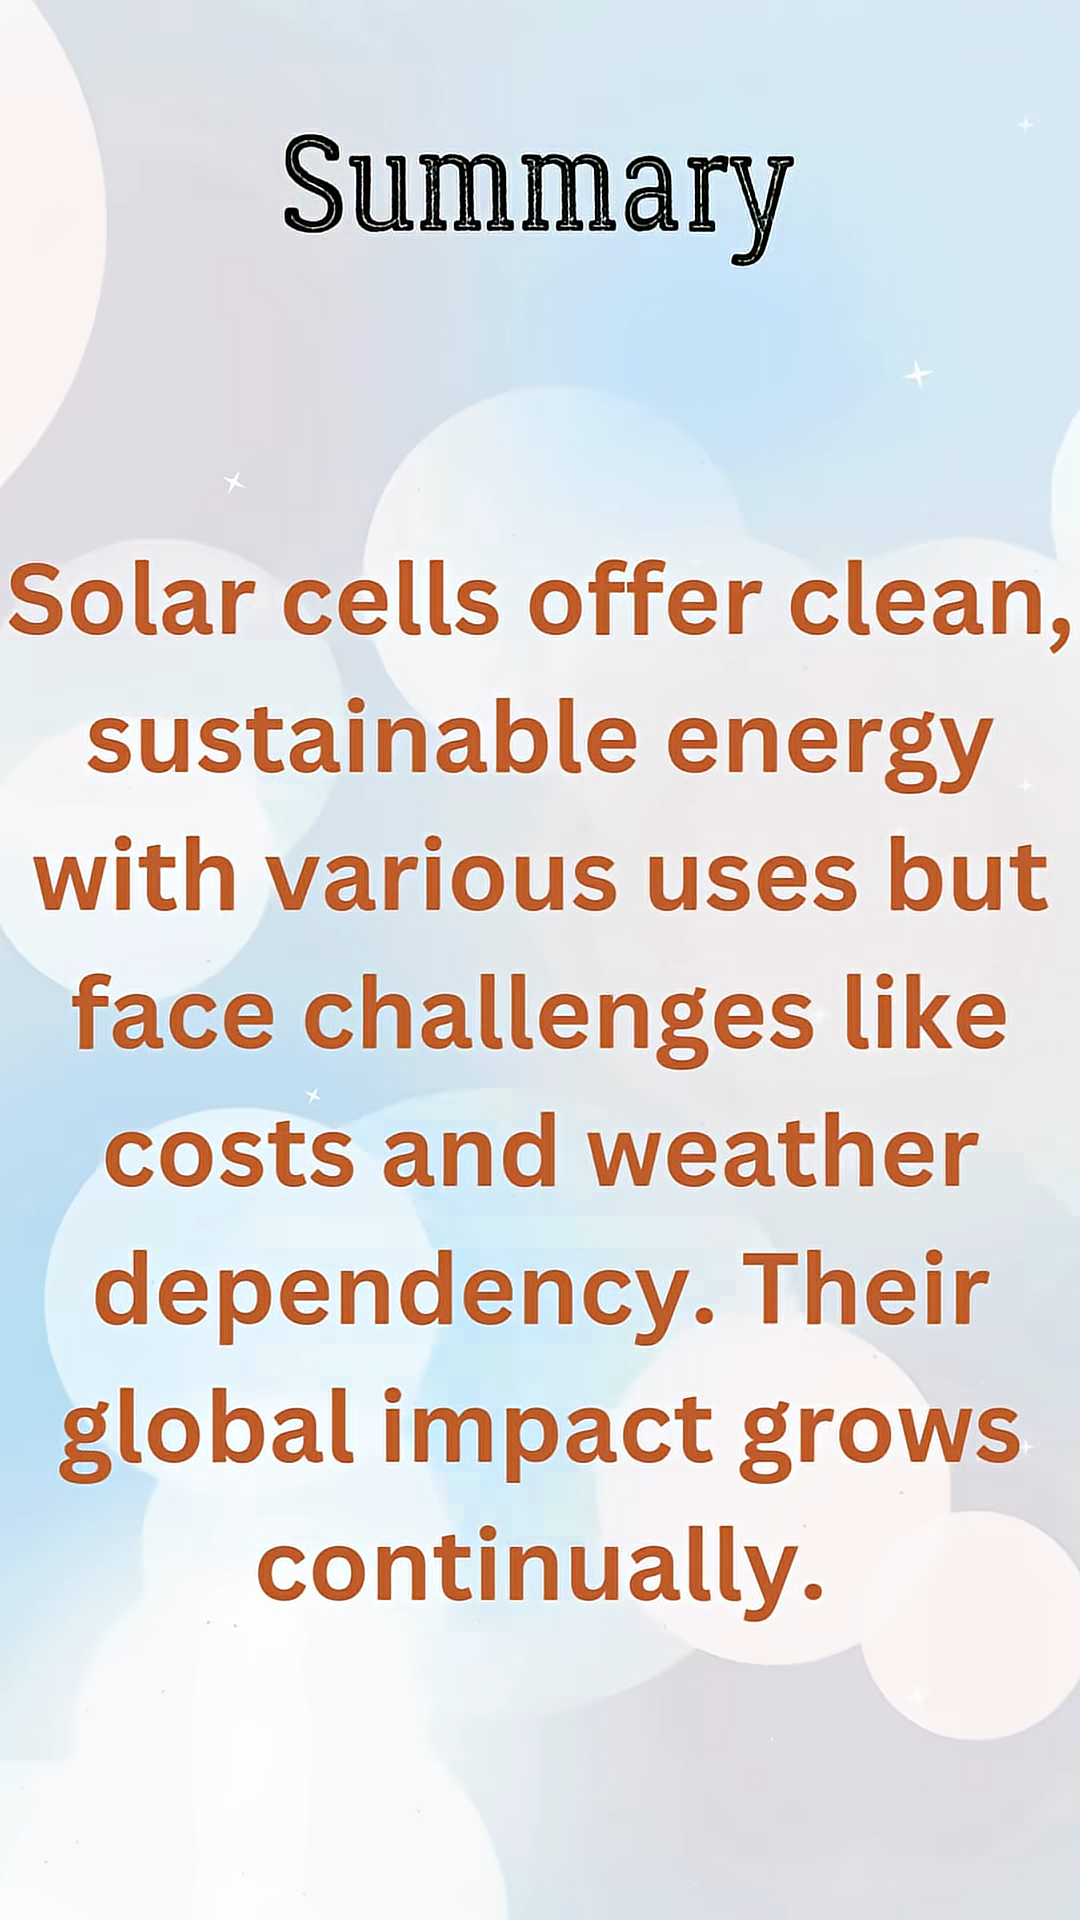 Summary
Solar cells offer clean,
sustainable energy
with various uses but
face challenges like
costs and weather
dependency. Their
global impact grows
continually.